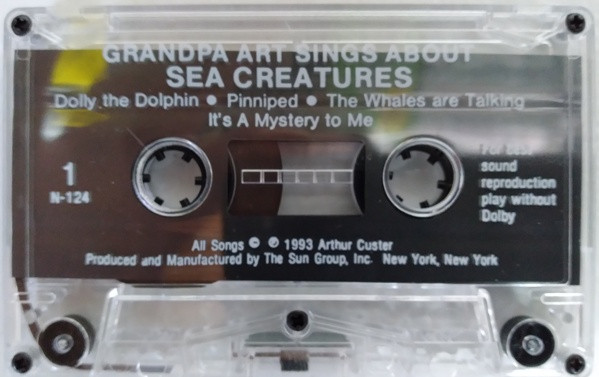 GRANDPA ART SINGS ABOUT
SEA CREATURES
Dolly the Dolphin • Pinniped • The Whales are Talking
It's A Mystery to Me
1
N-124
For best
sound
reproduction
play without
Dolby
All Songs © ℗ 1993 Arthur Custer
Produced and Manufactured by The Sun Group, Inc. New York, New York